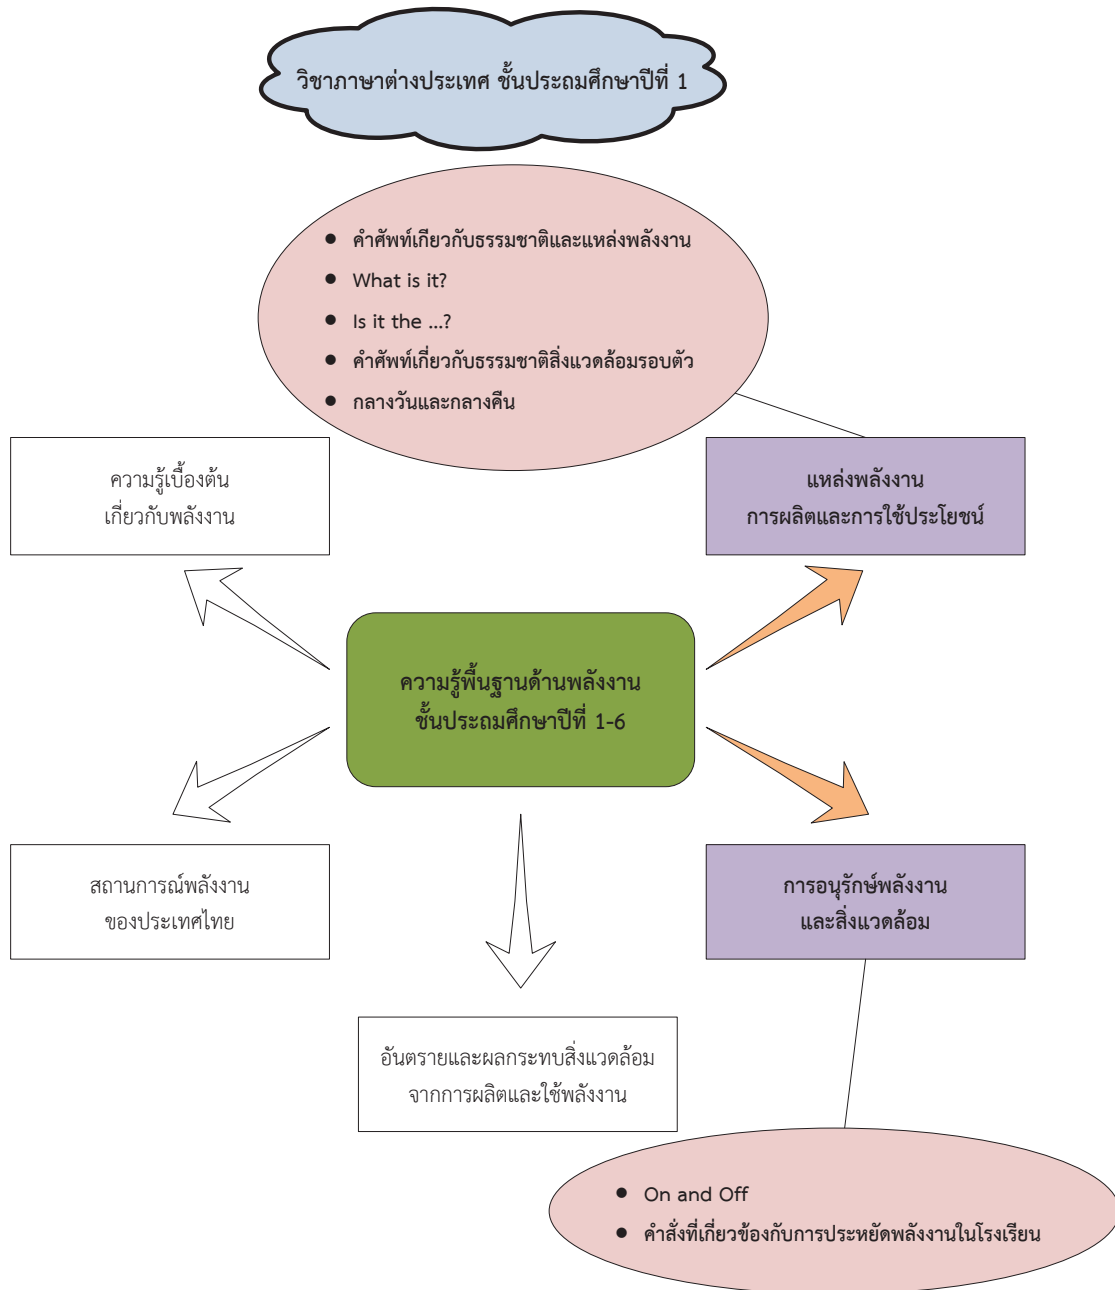 วิชาภาษาต่างประเทศ ชั้นประถมศึกษาปีที่ 1
● คำศัพท์เกียวกับธรรมชาติและแหล่งพลังงาน
● What is it?
● Is it the ...?
● คำศัพท์เกี่ยวกับธรรมชาติสิ่งแวดล้อมรอบตัว
● กลางวันและกลางคืน
ความรู้เบื้องต้น
เกี่ยวกับพลังงาน
แหล่งพลังงาน
การผลิตและการใช้ประโยชน์
ความรู้พื้นฐานด้านพลังงาน
ชั้นประถมศึกษาปีที่ 1-6
สถานการณ์พลังงาน
ของประเทศไทย
การอนุรักษ์พลังงาน
และสิ่งแวดล้อม
อันตรายและผลกระทบสิ่งแวดล้อม
จากการผลิตและใช้พลังงาน
● On and Off
● คำสั่งที่เกี่ยวข้องกับการประหยัดพลังงานในโรงเรียน